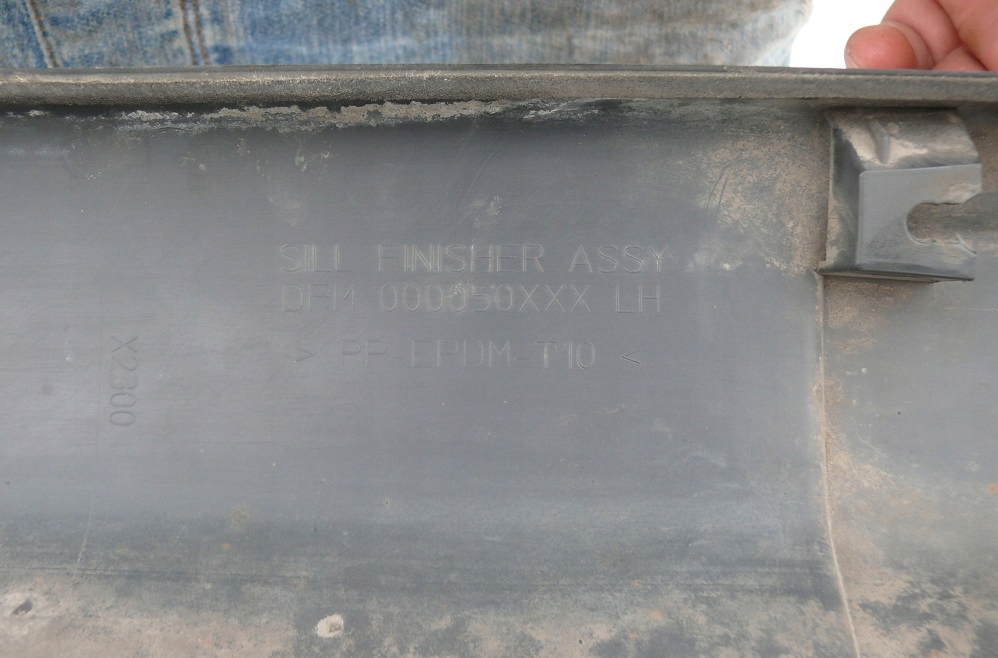 SILL FINISHER ASSY
DFM 000050XXX LH
> PP-EPDM-T10 <
X2300